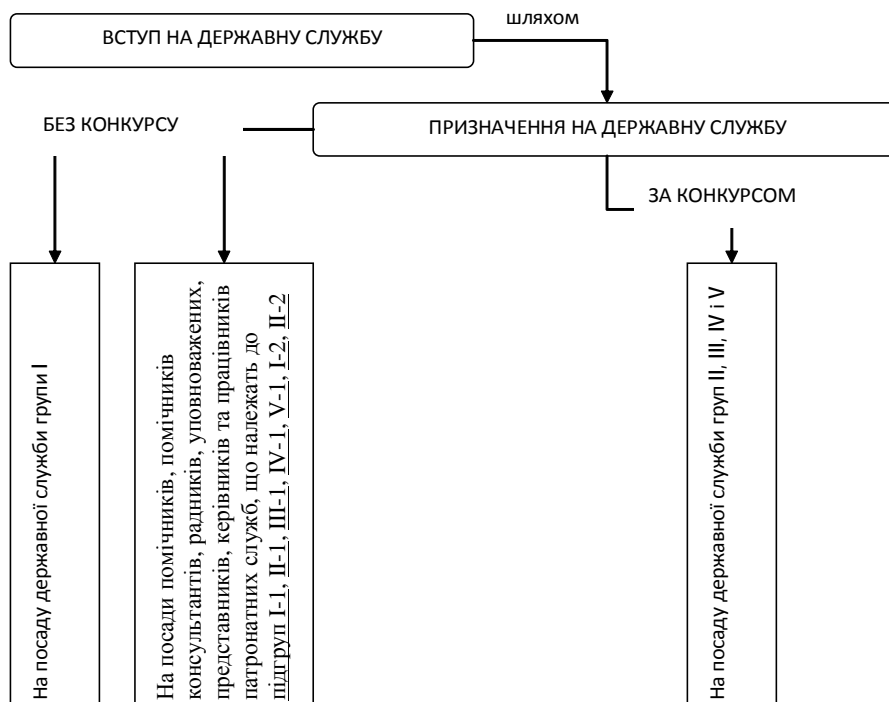 шляхом
ВСТУП НА ДЕРЖАВНУ СЛУЖБУ
БЕЗ КОНКУРСУ
ПРИЗНАЧЕННЯ НА ДЕРЖАВНУ СЛУЖБУ
ЗА КОНКУРСОМ
На посаду державної служби групи І
На посади помічників, помічників
консультантів, радників, уповноважених,
представників, керівників та працівників
патронатних служб, що належать до
підгруп І-1, ІІ-1, ІІІ-1, IV-1, V-1, І-2, ІІ-2
На посаду державної служби груп ІІ, ІІІ, IV і V